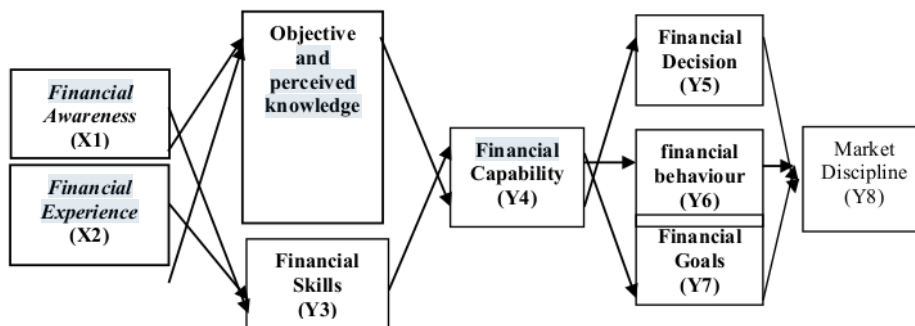 Financial
Awareness
(X1)
Financial
Experience
(X2)
Objective
and
perceived
knowledge
Financial
Skills
(Y3)
Financial
Capability
(Y4)
Financial
Decision
(Y5)
financial
behaviour
(Y6)
Financial
Goals
(Y7)
Market
Discipline
(Y8)